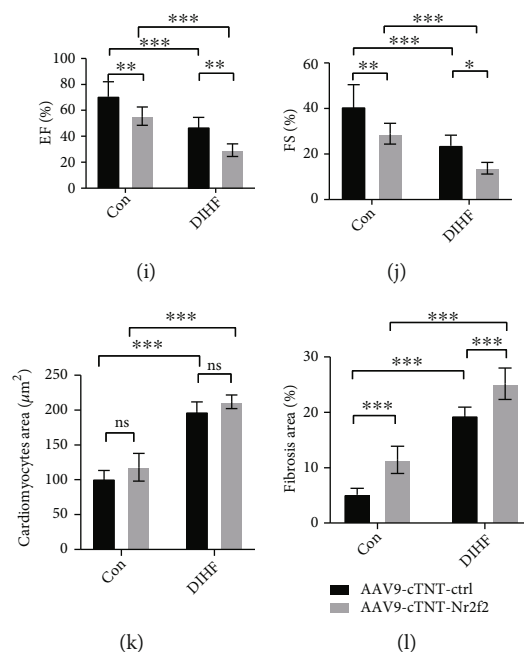 ***
***
**
**
EF (%)
100
80
60
40
20
0
Con
DIHF
(i)
***
***
**
*
FS (%)
60
40
20
0
Con
DIHF
(j)
***
***
ns
ns
Cardiomyocytes area (μm²)
250
200
150
100
50
0
Con
DIHF
(k)
***
***
***
***
Fibrosis area (%)
30
20
10
0
Con
DIHF
AAV9-cTNT-ctrl
AAV9-cTNT-Nr2f2
(l)